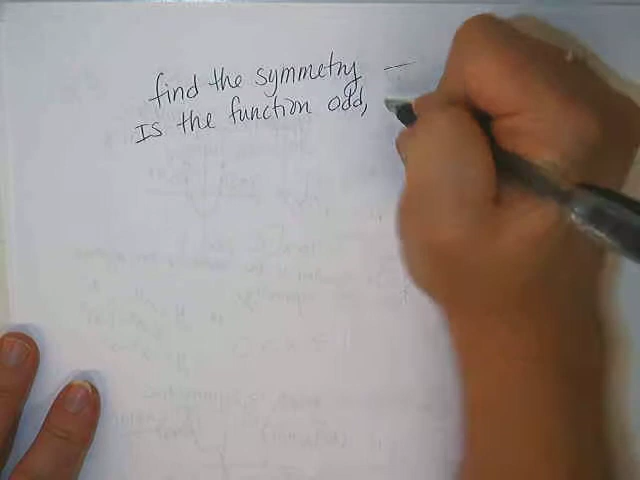 find the symmetry —
Is the function odd,